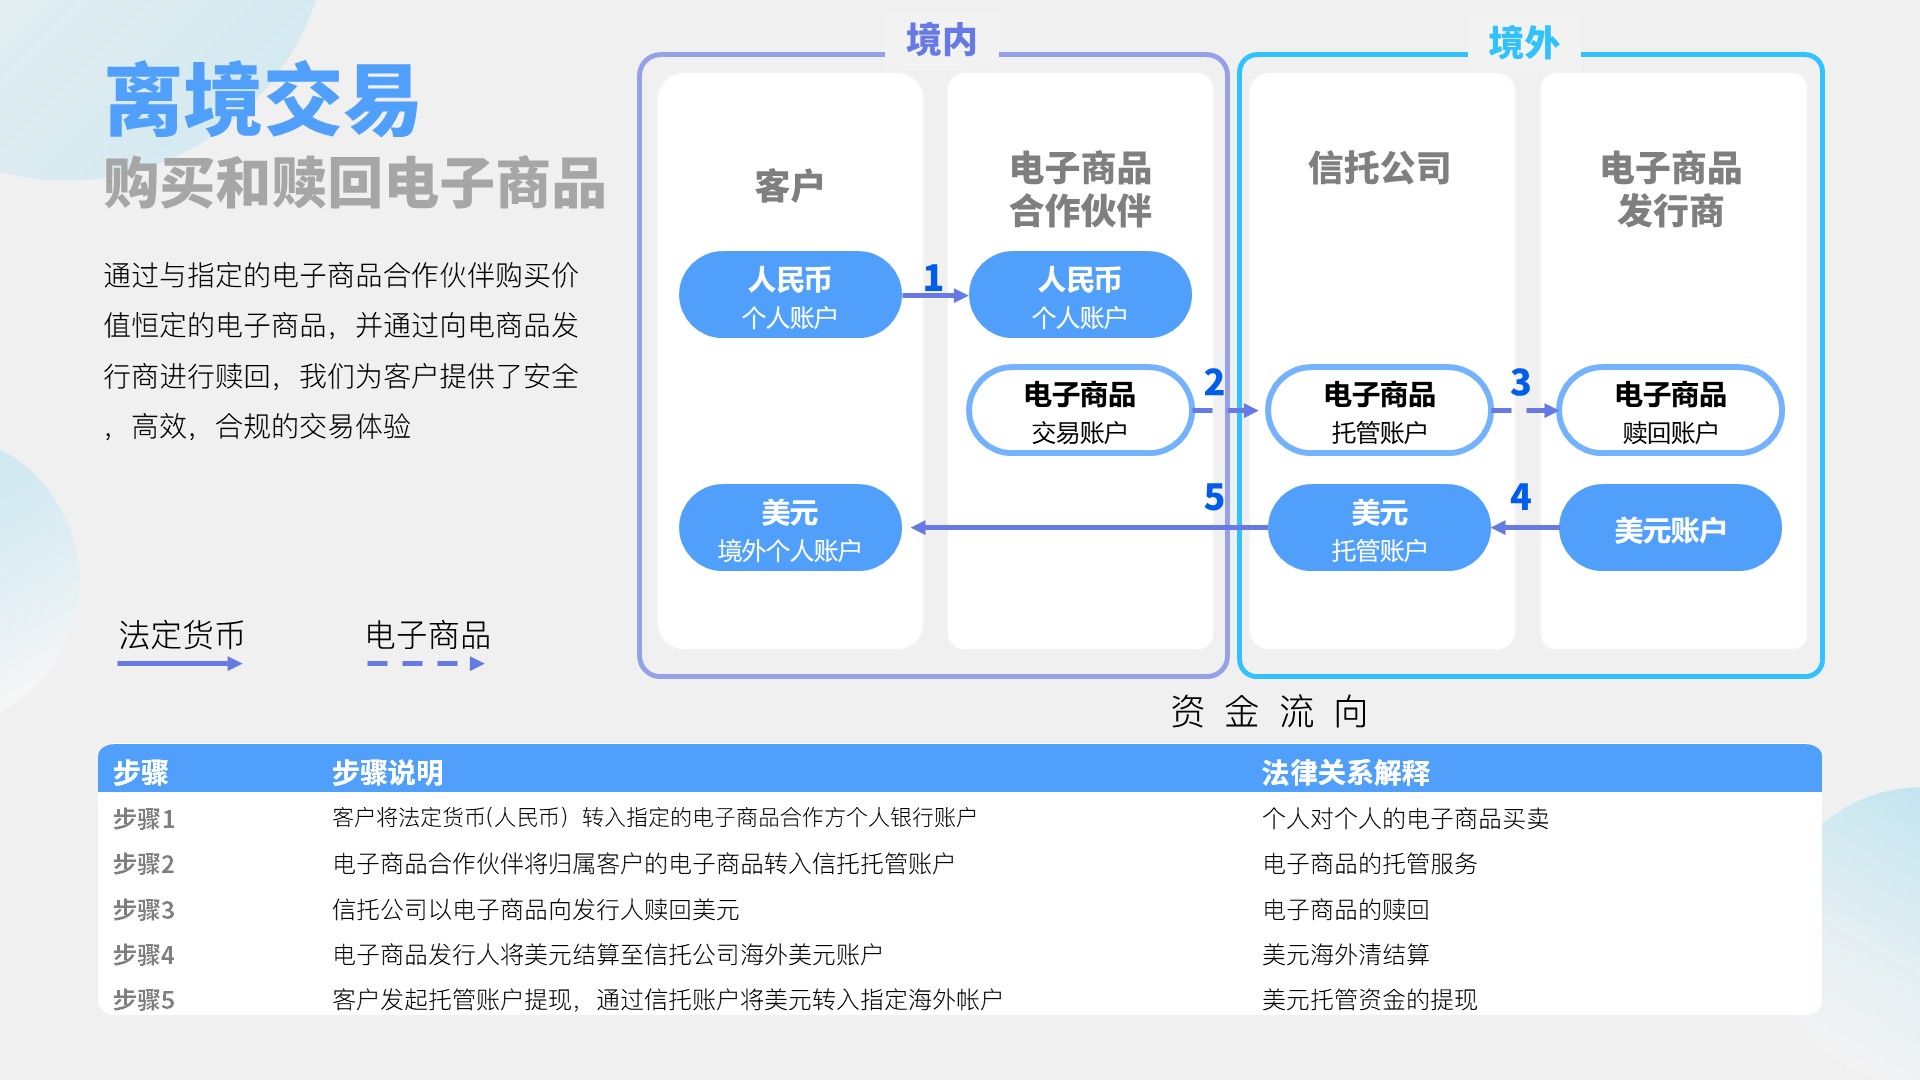 离境交易
购买和赎回电子商品
通过与指定的电子商品合作伙伴购买价
值恒定的电子商品，并通过向电商品发
行商进行赎回，我们为客户提供了安全
，高效，合规的交易体验
法定货币
电子商品
境内
境外
客户
电子商品
合作伙伴
信托公司
电子商品
发行商
人民币
个人账户
1
人民币
个人账户
电子商品
交易账户
2
电子商品
托管账户
3
电子商品
赎回账户
美元
境外个人账户
5
美元
托管账户
4
美元账户
资金流向
步骤 步骤说明 法律关系解释
步骤1 客户将法定货币(人民币）转入指定的电子商品合作方个人银行账户 个人对个人的电子商品买卖
步骤2 电子商品合作伙伴将归属客户的电子商品转入信托托管账户 电子商品的托管服务
步骤3 信托公司以电子商品向发行人赎回美元 电子商品的赎回
步骤4 电子商品发行人将美元结算至信托公司海外美元账户 美元海外清结算
步骤5 客户发起托管账户提现，通过信托账户将美元转入指定海外帐户 美元托管资金的提现